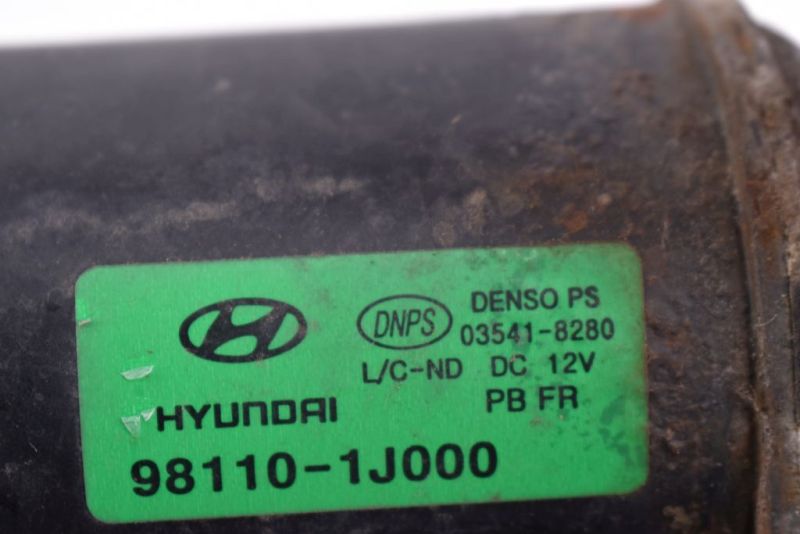 DNPS
DENSO PS
03541-8280
L/C-ND DC 12V
PB FR
HYUNDAI
98110-1J000